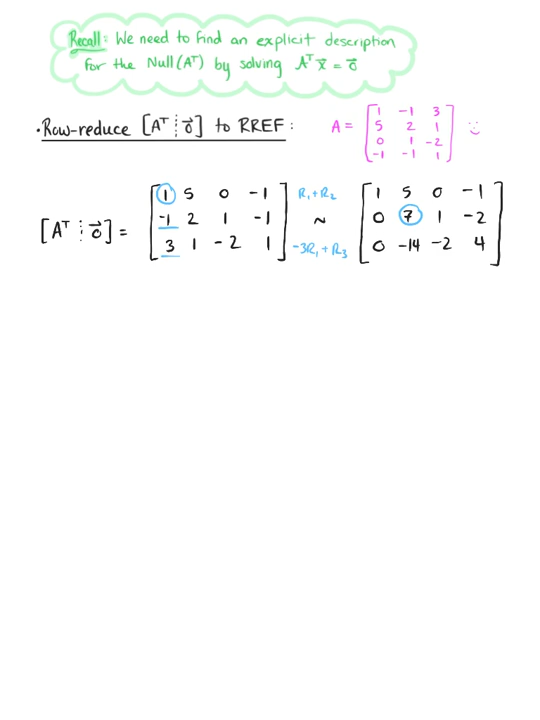 Recall: We need to find an explicit description
for the Null(Aᵀ) by solving Aᵀx⃗ = 0⃗
• Row-reduce [Aᵀ ⋮ 0⃗] to RREF:
A = [1 -1 3
5 2 1
0 1 -2
-1 -1 1]
[Aᵀ ⋮ 0⃗] = [1 5 0 -1
-1 2 1 -1
3 1 -2 1]
R₁+R₂
~
-3R₁+R₃
[1 5 0 -1
0 7 1 -2
0 -14 -2 4]